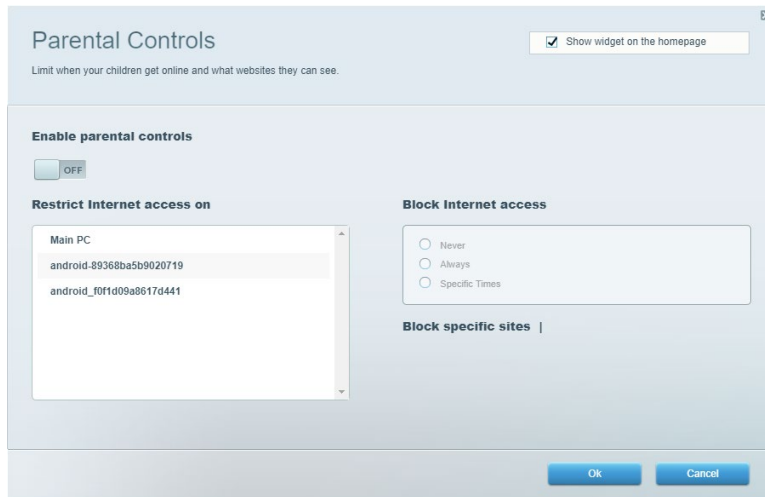 Parental Controls
Show widget on the homepage
Limit when your children get online and what websites they can see.
Enable parental controls
OFF
Restrict Internet access on
Main PC
android-89368ba5b9020719
android_f0f1d09a8617d441
Block Internet access
Never
Always
Specific Times
Block specific sites |
Ok
Cancel